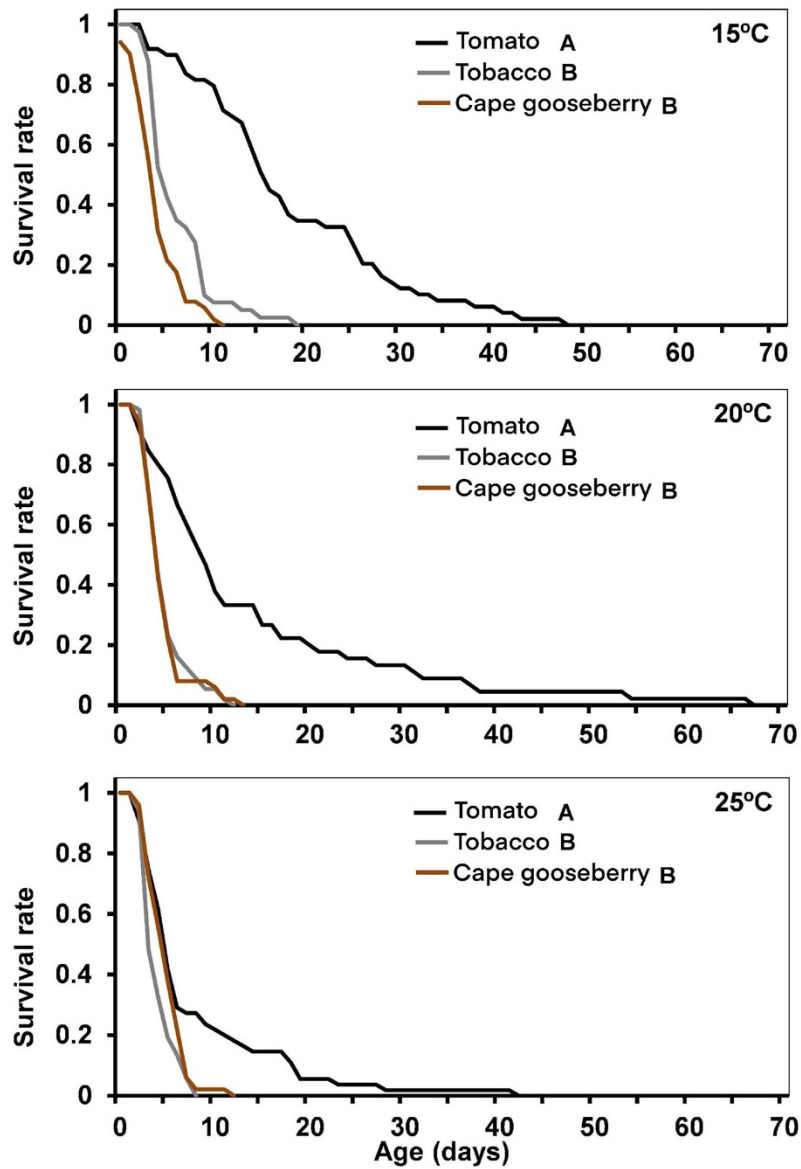 15ºC
Tomato A
Tobacco B
Cape gooseberry B
Survival rate
1
0.8
0.6
0.4
0.2
0
0 10 20 30 40 50 60 70
20ºC
Tomato A
Tobacco B
Cape gooseberry B
Survival rate
1
0.8
0.6
0.4
0.2
0
0 10 20 30 40 50 60 70
25ºC
Tomato A
Tobacco B
Cape gooseberry B
Survival rate
1
0.8
0.6
0.4
0.2
0
0 10 20 30 40 50 60 70
Age (days)